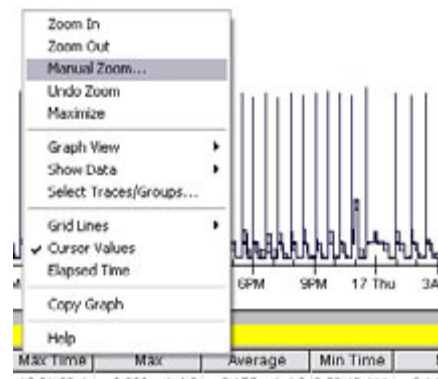 Zoom In
Zoom Out
Manual Zoom...
Undo Zoom
Maximize
Graph View
Show Data
Select Traces/Groups...
Grid Lines
Cursor Values
Elapsed Time
Copy Graph
Help
6PM 9PM 17 Thu 3A
Max Time Max Average Min Time